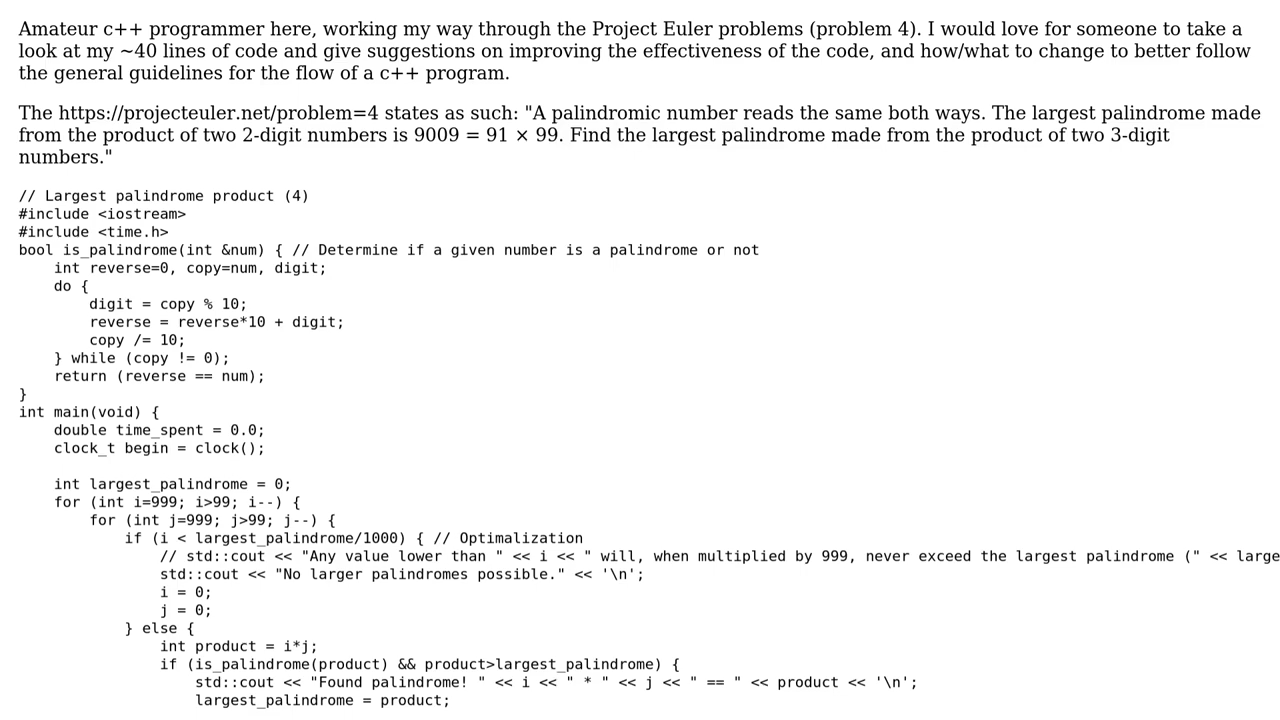 Amateur c++ programmer here, working my way through the Project Euler problems (problem 4). I would love for someone to take a
look at my ~40 lines of code and give suggestions on improving the effectiveness of the code, and how/what to change to better follow
the general guidelines for the flow of a c++ program.
The https://projecteuler.net/problem=4 states as such: "A palindromic number reads the same both ways. The largest palindrome made
from the product of two 2-digit numbers is 9009 = 91 × 99. Find the largest palindrome made from the product of two 3-digit
numbers."
// Largest palindrome product (4)
#include <iostream>
#include <time.h>
bool is_palindrome(int &num) { // Determine if a given number is a palindrome or not
    int reverse=0, copy=num, digit;
    do {
        digit = copy % 10;
        reverse = reverse*10 + digit;
        copy /= 10;
    } while (copy != 0);
    return (reverse == num);
}
int main(void) {
    double time_spent = 0.0;
    clock_t begin = clock();
    int largest_palindrome = 0;
    for (int i=999; i>99; i--) {
        for (int j=999; j>99; j--) {
            if (i < largest_palindrome/1000) { // Optimalization
                // std::cout << "Any value lower than " << i << " will, when multiplied by 999, never exceed the largest palindrome (" << large
                std::cout << "No larger palindromes possible." << '\n';
                i = 0;
                j = 0;
            } else {
                int product = i*j;
                if (is_palindrome(product) && product>largest_palindrome) {
                    std::cout << "Found palindrome! " << i << " * " << j << " == " << product << '\n';
                    largest_palindrome = product;